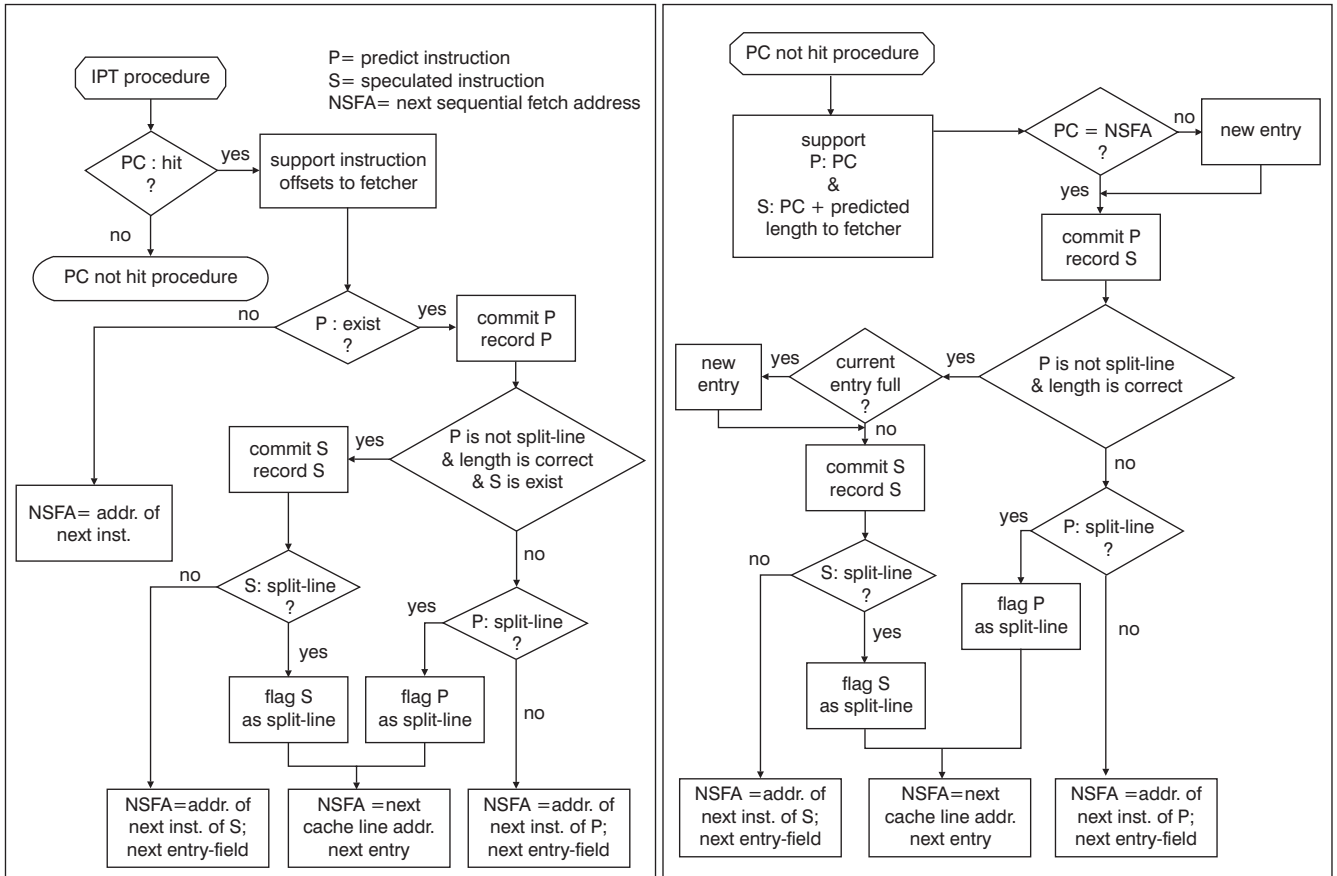 P= predict instruction
S= speculated instruction
NSFA= next sequential fetch address
IPT procedure
PC : hit
?
yes
support instruction
offsets to fetcher
no
PC not hit procedure
P : exist
?
no
yes
commit P
record P
NSFA= addr. of
next inst.
P is not split-line
& length is correct
& S is exist
yes
commit S
record S
no
S: split-line
?
no
yes
P: split-line
?
yes
no
flag S
as split-line
flag P
as split-line
NSFA=addr. of
next inst. of S;
next entry-field
NSFA =next
cache line addr.
next entry
NSFA =addr. of
next inst. of P;
next entry-field
PC not hit procedure
support
P: PC
&
S: PC + predicted
length to fetcher
PC = NSFA
?
no
new entry
yes
commit P
record S
P is not split-line
& length is correct
yes
current
entry full
?
yes
new
entry
no
commit S
record S
no
P: split-line
?
yes
no
S: split-line
?
no
yes
flag P
as split-line
flag S
as split-line
NSFA =addr. of
next inst. of S;
next entry-field
NSFA =next
cache line addr.
next entry
NSFA =addr. of
next inst. of P;
next entry-field